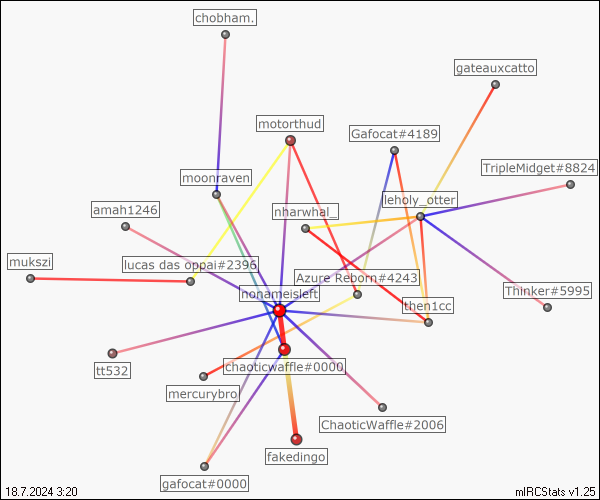 chobham.
gateauxcatto
motorthud
Gafocat#4189
TripleMidget#8824
moonraven
leholy_otter
amah1246
nharwhal_
mukszi
lucas das oppai#2396
Azure Reborn#4243
nonameisleft
Thinker#5995
then1cc
tt532
chaoticwaffle#0000
mercurybro
ChaoticWaffle#2006
fakedingo
gafocat#0000
18.7.2024 3:20
mIRCStats v1.25